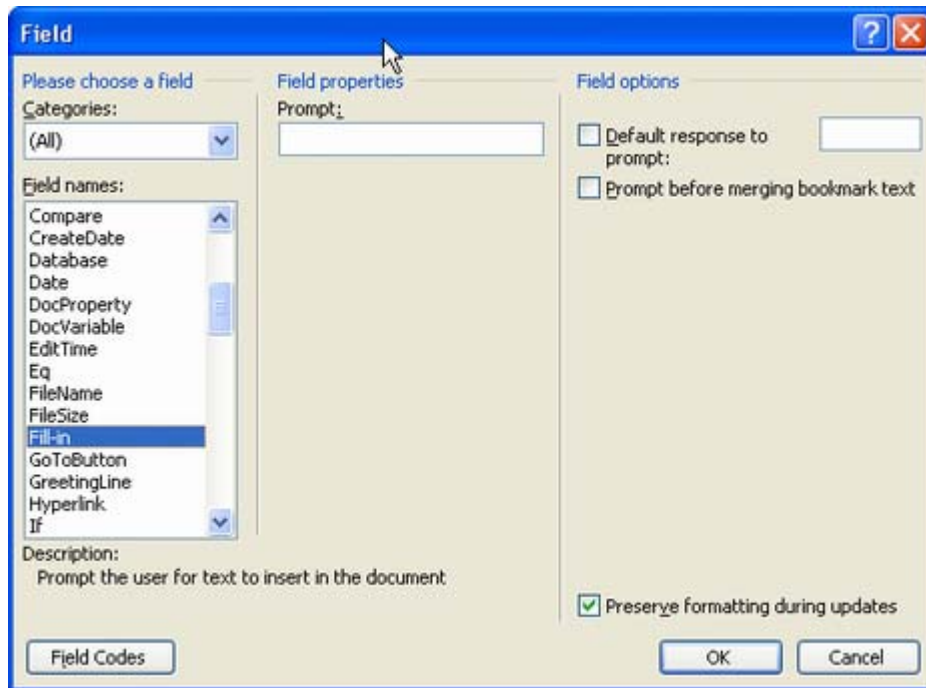 Field
Please choose a field
Categories:
(All)
Field names:
Compare
CreateDate
Database
Date
DocProperty
DocVariable
EditTime
Eq
FileName
FileSize
Fill-in
GoToButton
GreetingLine
Hyperlink
If
Description:
Prompt the user for text to insert in the document
Field Codes
Field properties
Prompt:
Field options
Default response to
prompt:
Prompt before merging bookmark text
Preserve formatting during updates
OK
Cancel